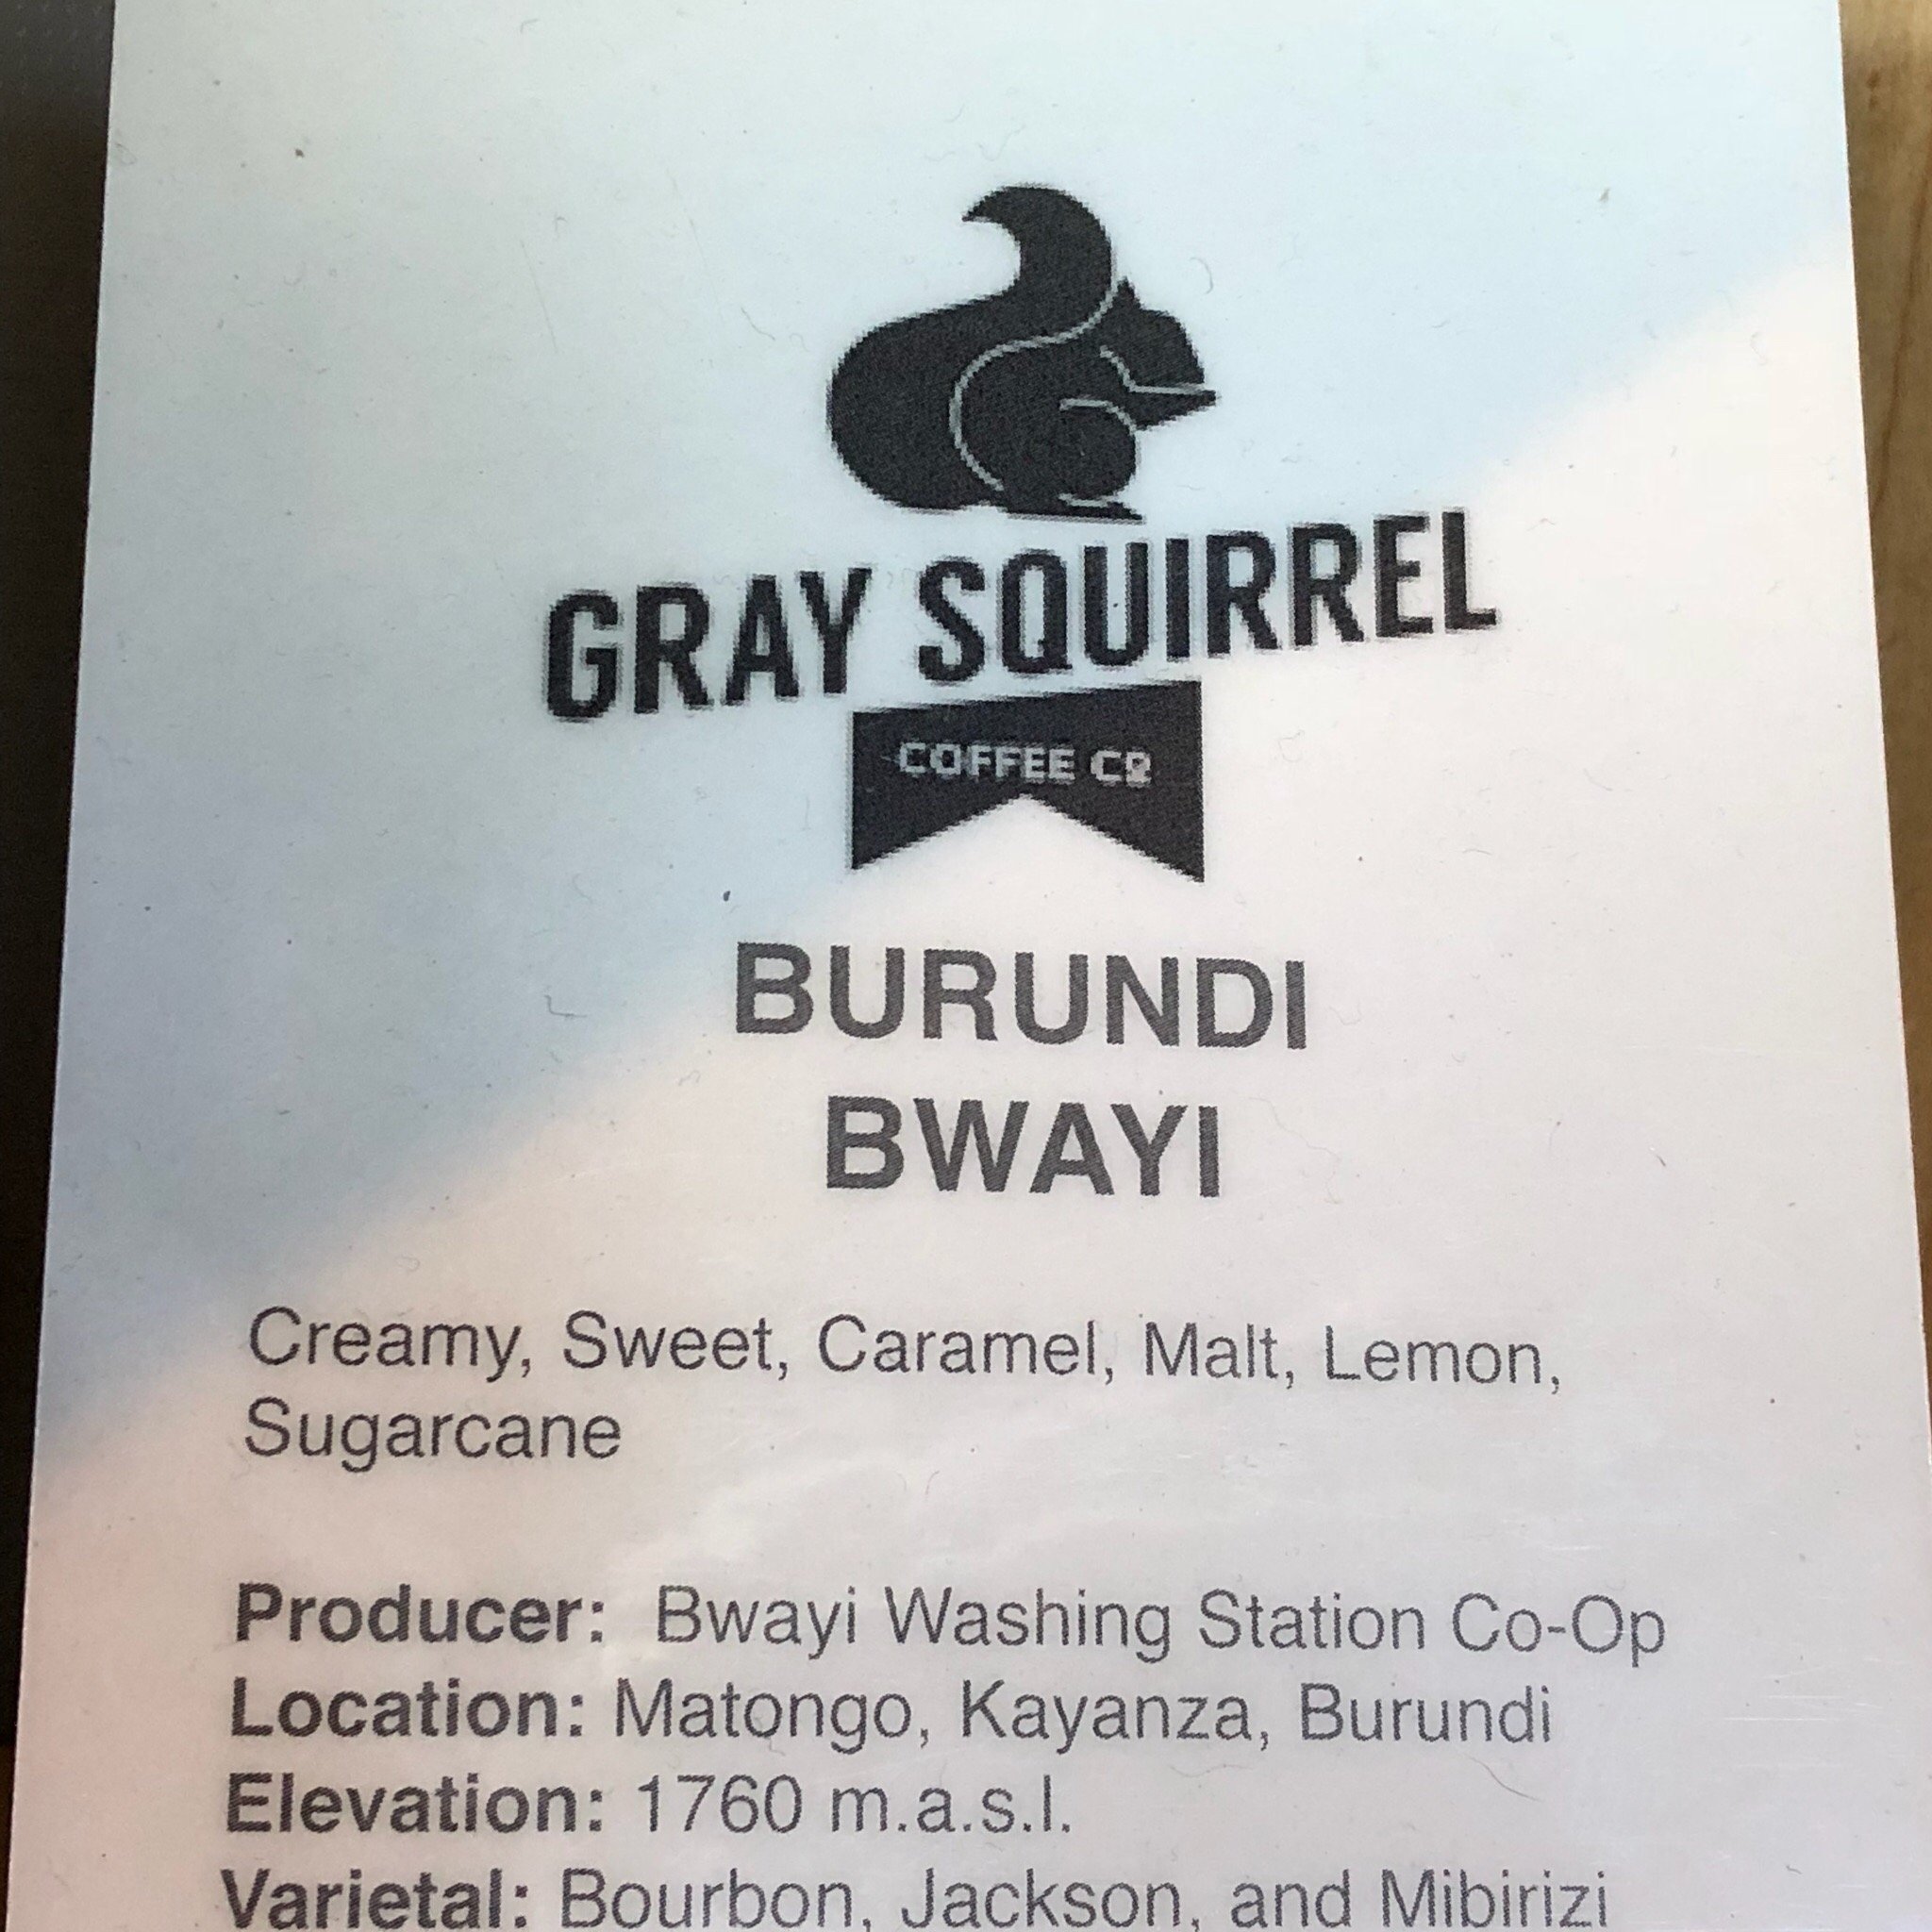 GRAY SQUIRREL
COFFEE CO
BURUNDI
BWAYI
Creamy, Sweet, Caramel, Malt, Lemon,
Sugarcane
Producer: Bwayi Washing Station Co-Op
Location: Matongo, Kayanza, Burundi
Elevation: 1760 m.a.s.l.
Varietal: Bourbon, Jackson, and Mibirizi